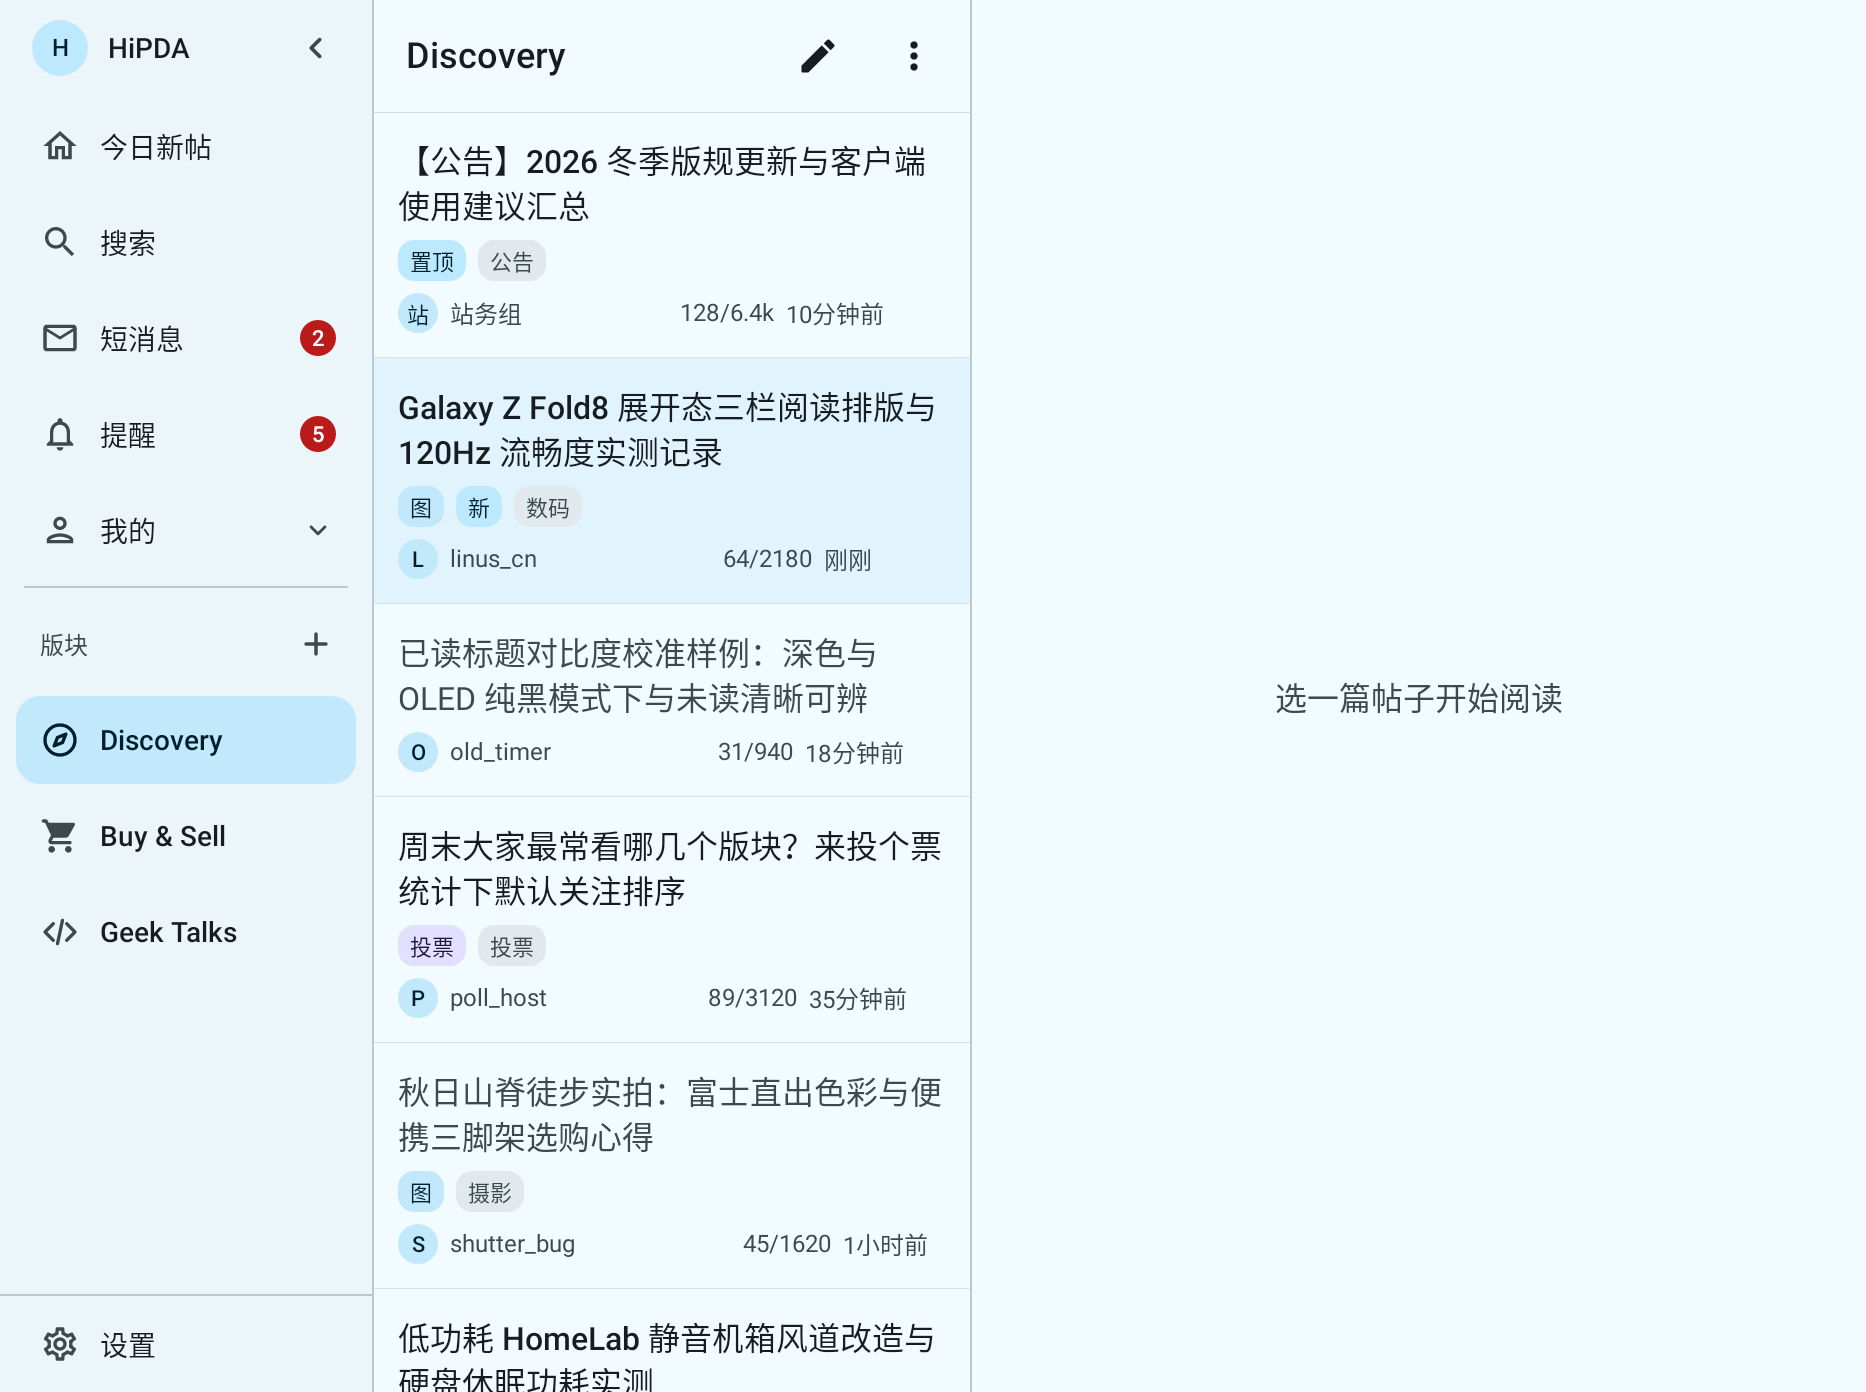 H HiPDA
今日新帖
搜索
短消息 2
提醒 5
我的
版块
Discovery
Buy & Sell
Geek Talks
设置
Discovery
【公告】2026 冬季版规更新与客户端
使用建议汇总
置顶 公告
站 站务组 128/6.4k 10分钟前
Galaxy Z Fold8 展开态三栏阅读排版与
120Hz 流畅度实测记录
图 新 数码
L linus_cn 64/2180 刚刚
已读标题对比度校准样例：深色与
OLED 纯黑模式下与未读清晰可辨
O old_timer 31/940 18分钟前
周末大家最常看哪几个版块？来投个票
统计下默认关注排序
投票 投票
P poll_host 89/3120 35分钟前
秋日山脊徒步实拍：富士直出色彩与便
携三脚架选购心得
图 摄影
S shutter_bug 45/1620 1小时前
低功耗 HomeLab 静音机箱风道改造与
硬盘休眠功耗实测
选一篇帖子开始阅读